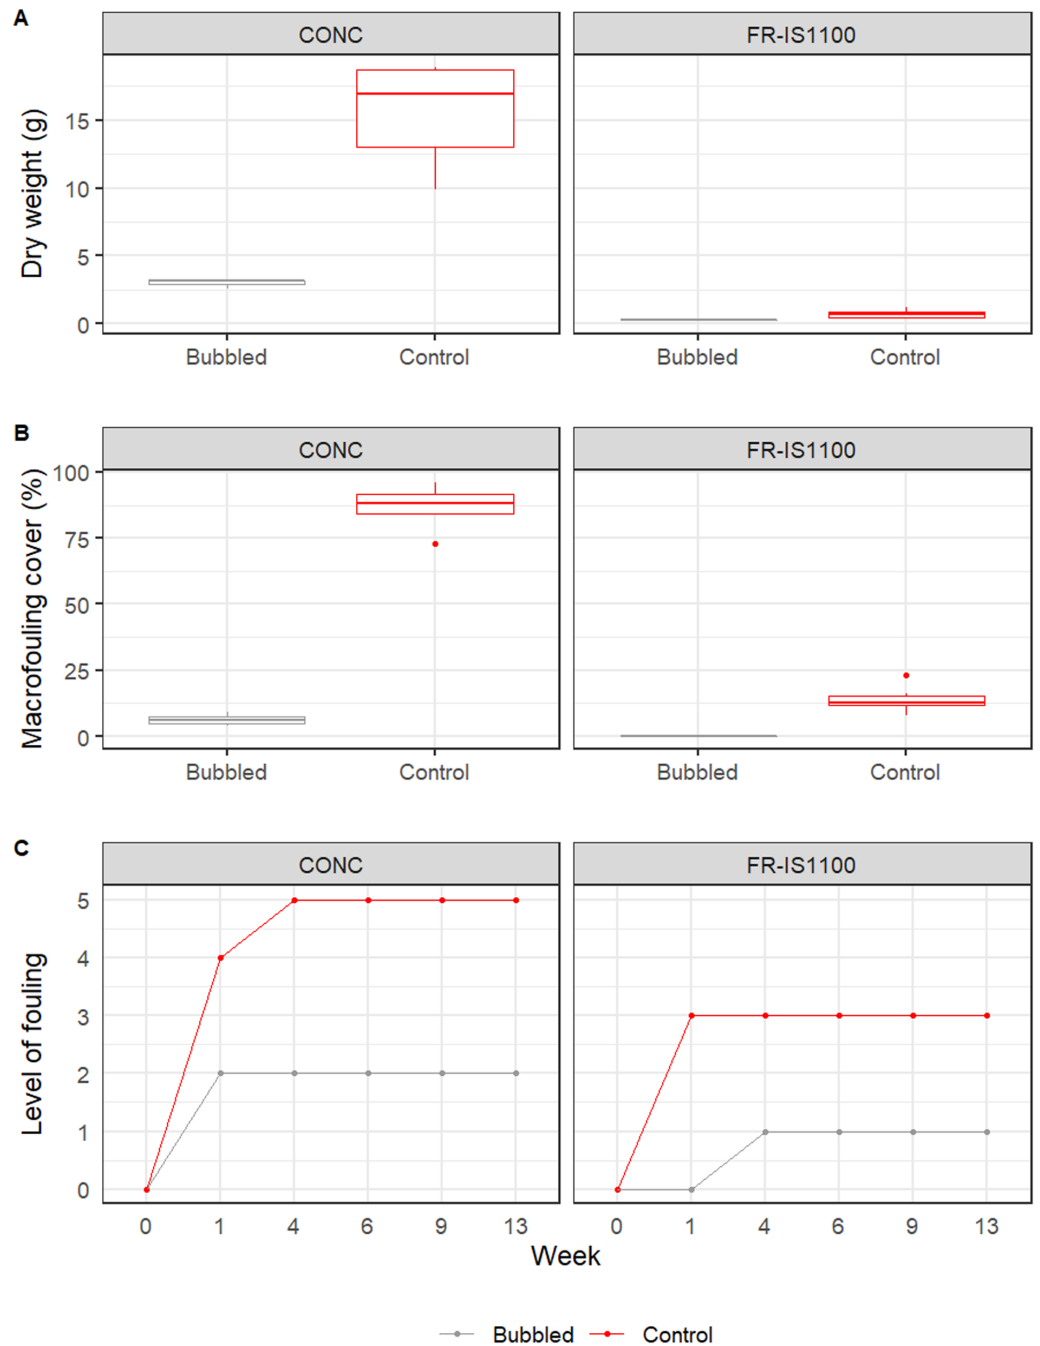 A
CONC FR-IS1100
Dry weight (g)
15
10
5
0
Bubbled Control Bubbled Control
B
CONC FR-IS1100
Macrofouling cover (%)
100
75
50
25
0
Bubbled Control Bubbled Control
C
CONC FR-IS1100
Level of fouling
5
4
3
2
1
0
0 1 4 6 9 13 0 1 4 6 9 13
Week
Bubbled Control